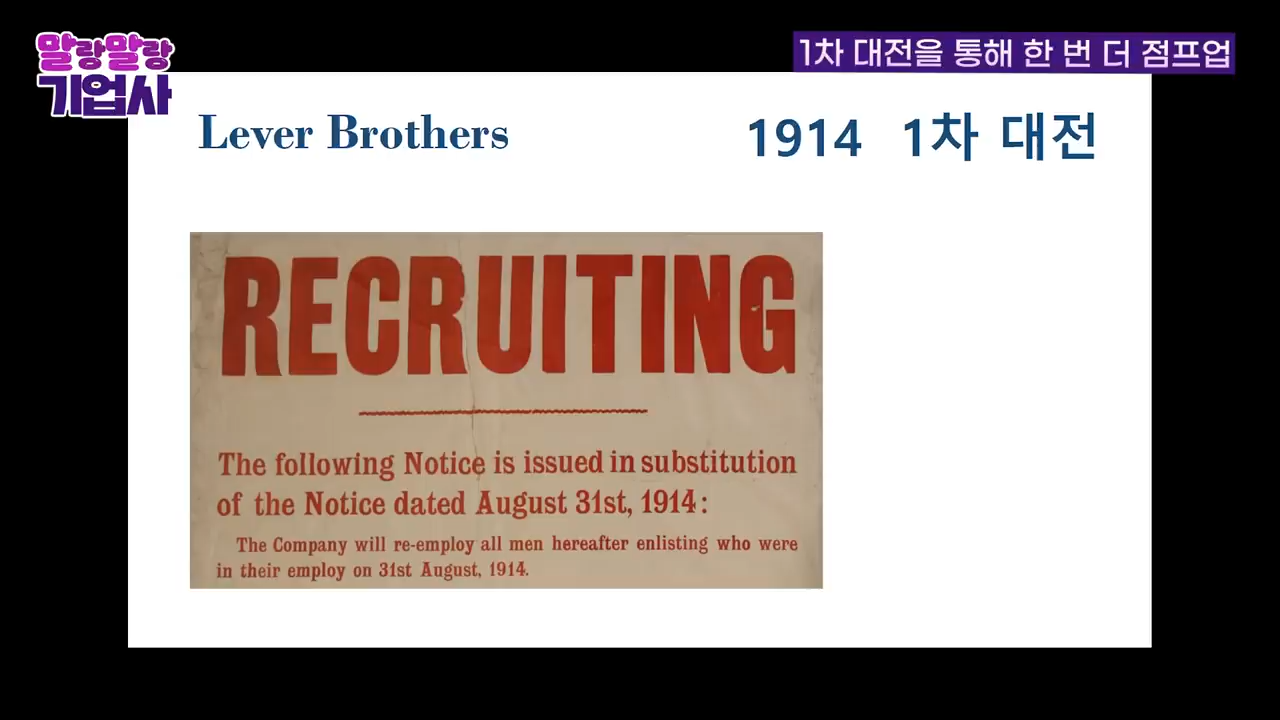 말랑말랑
기업사
1차 대전을 통해 한 번 더 점프업
Lever Brothers
1914 1차 대전
RECRUITING
The following Notice is issued in substitution
of the Notice dated August 31st, 1914:
The Company will re-employ all men hereafter enlisting who were
in their employ on 31st August, 1914.